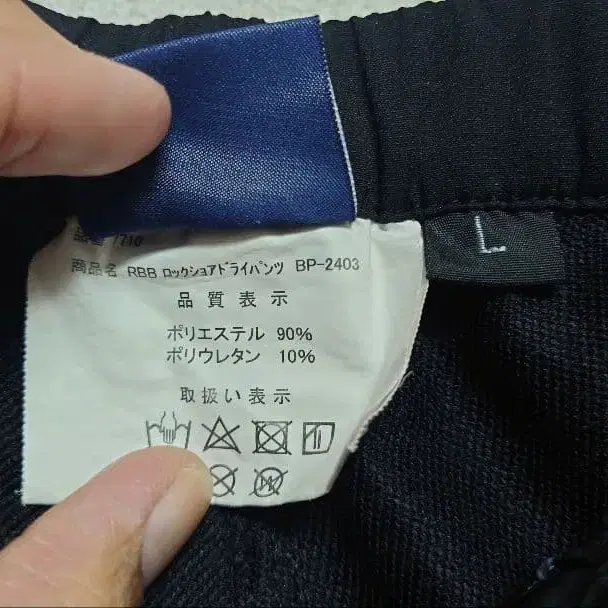 7710
商品名 RBB ロックショアドライパンツ BP-2403
品質表示
ポリエステル 90%
ポリウレタン 10%
取扱い表示
L